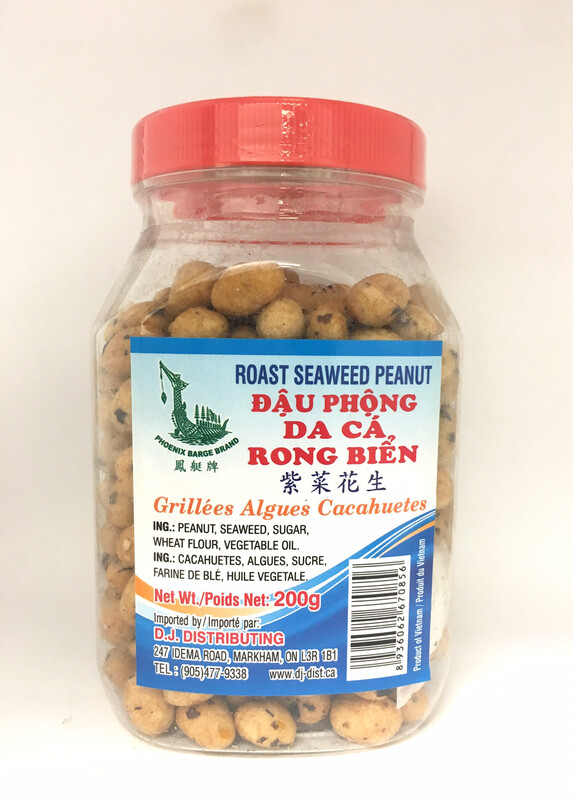 PHOENIX BARGE BRAND
鳳艇牌
ROAST SEAWEED PEANUT
ĐẬU PHỘNG
DA CÁ
RONG BIỂN
紫菜花生
Grillées Algues Cacahuetes
ING.: PEANUT, SEAWEED, SUGAR,
WHEAT FLOUR, VEGETABLE OIL.
ING.: CACAHUETES, ALGUES, SUCRE,
FARINE DE BLÉ, HUILE VEGETALE.
Net Wt./Poids Net: 200g
Imported by/Importé par:
D.J. DISTRIBUTING
247 IDEMA ROAD, MARKHAM, ON L3R 1B1
TEL : (905)477-9338 www.dj-dist.ca
8936062670856
Product of Vietnam / Produit du Vietnam